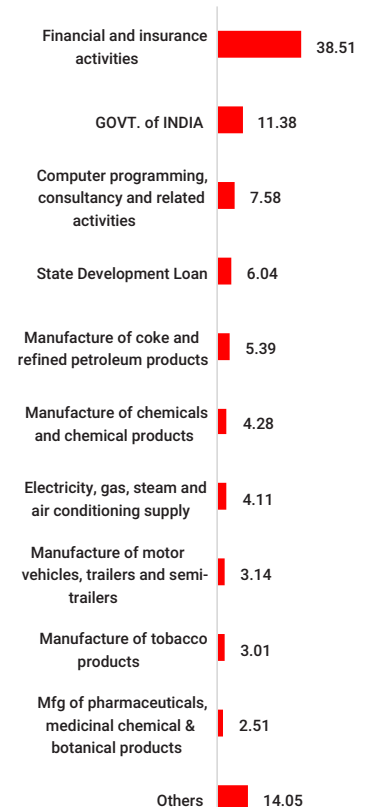 Financial and insurance
activities
38.51
GOVT. of INDIA
11.38
Computer programming,
consultancy and related
activities
7.58
State Development Loan
6.04
Manufacture of coke and
refined petroleum products
5.39
Manufacture of chemicals
and chemical products
4.28
Electricity, gas, steam and
air conditioning supply
4.11
Manufacture of motor
vehicles, trailers and semi-
trailers
3.14
Manufacture of tobacco
products
3.01
Mfg of pharmaceuticals,
medicinal chemical &
botanical products
2.51
Others
14.05